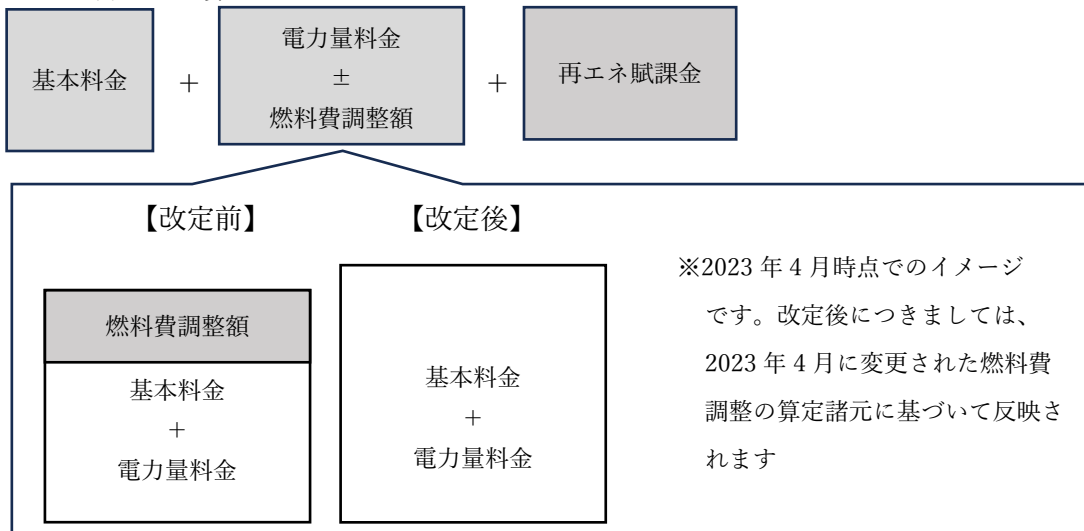 基本料金
+
電力量料金
±
燃料費調整額
+
再エネ賦課金
【改定前】
【改定後】
燃料費調整額
基本料金
+
電力量料金
基本料金
+
電力量料金
※2023 年 4 月時点でのイメージ
です。改定後につきましては、
2023 年 4 月に変更された燃料費
調整の算定諸元に基づいて反映さ
れます